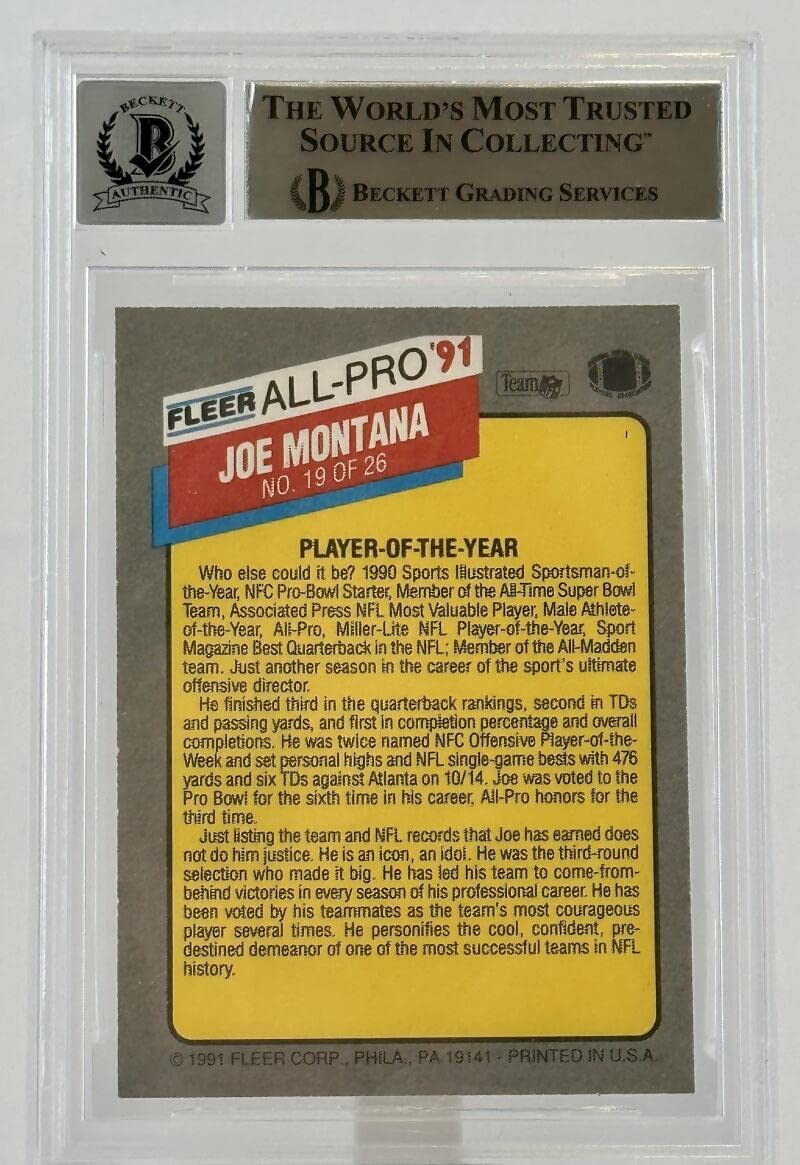 BECKETT
B
AUTHENTIC
THE WORLD'S MOST TRUSTED
SOURCE IN COLLECTING™
B BECKETT GRADING SERVICES
FLEER ALL-PRO '91
Team NFL
JOE MONTANA
NO. 19 OF 26
PLAYER-OF-THE-YEAR
Who else could it be? 1990 Sports Illustrated Sportsman-of-
the-Year, NFC Pro-Bowl Starter, Member of the All-Time Super Bowl
Team, Associated Press NFL Most Valuable Player, Male Athlete-
of-the-Year, All-Pro, Miller-Lite NFL Player-of-the-Year, Sport
Magazine Best Quarterback in the NFL; Member of the All-Madden
team. Just another season in the career of the sport's ultimate
offensive director.
He finished third in the quarterback rankings, second in TDs
and passing yards, and first in completion percentage and overall
completions. He was twice named NFC Offensive Player-of-the-
Week and set personal highs and NFL single-game bests with 476
yards and six TDs against Atlanta on 10/14. Joe was voted to the
Pro Bowl for the sixth time in his career, All-Pro honors for the
third time.
Just listing the team and NFL records that Joe has earned does
not do him justice. He is an icon, an idol. He was the third-round
selection who made it big. He has led his team to come-from-
behind victories in every season of his professional career. He has
been voted by his teammates as the team's most courageous
player several times. He personifies the cool, confident, pre-
destined demeanor of one of the most successful teams in NFL
history.
© 1991 FLEER CORP., PHILA., PA 19141 - PRINTED IN U.S.A.